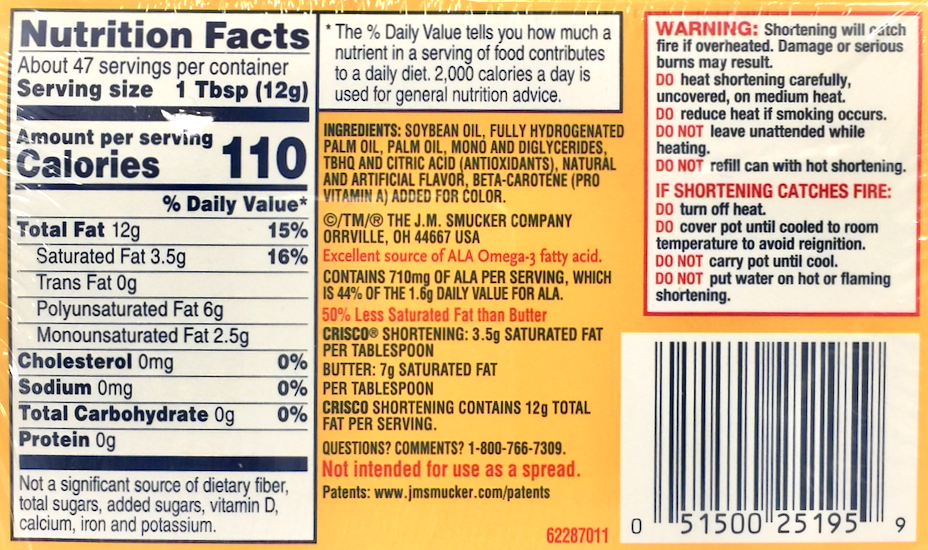 Nutrition Facts
About 47 servings per container
Serving size 1 Tbsp (12g)
Amount per serving
Calories 110
% Daily Value*
Total Fat 12g 15%
Saturated Fat 3.5g 16%
Trans Fat 0g
Polyunsaturated Fat 6g
Monounsaturated Fat 2.5g
Cholesterol 0mg 0%
Sodium 0mg 0%
Total Carbohydrate 0g 0%
Protein 0g
Not a significant source of dietary fiber,
total sugars, added sugars, vitamin D,
calcium, iron and potassium.
* The % Daily Value tells you how much a
nutrient in a serving of food contributes
to a daily diet. 2,000 calories a day is
used for general nutrition advice.
INGREDIENTS: SOYBEAN OIL, FULLY HYDROGENATED
PALM OIL, PALM OIL, MONO AND DIGLYCERIDES,
TBHQ AND CITRIC ACID (ANTIOXIDANTS), NATURAL
AND ARTIFICIAL FLAVOR, BETA-CAROTENE (PRO
VITAMIN A) ADDED FOR COLOR.
©/TM/® THE J.M. SMUCKER COMPANY
ORRVILLE, OH 44667 USA
Excellent source of ALA Omega-3 fatty acid.
CONTAINS 710mg OF ALA PER SERVING, WHICH
IS 44% OF THE 1.6g DAILY VALUE FOR ALA.
50% Less Saturated Fat than Butter
CRISCO® SHORTENING: 3.5g SATURATED FAT
PER TABLESPOON
BUTTER: 7g SATURATED FAT
PER TABLESPOON
CRISCO SHORTENING CONTAINS 12g TOTAL
FAT PER SERVING.
QUESTIONS? COMMENTS? 1-800-766-7309.
Not intended for use as a spread.
Patents: www.jmsmucker.com/patents
62287011
WARNING: Shortening will catch
fire if overheated. Damage or serious
burns may result.
DO heat shortening carefully,
uncovered, on medium heat.
DO reduce heat if smoking occurs.
DO NOT leave unattended while
heating.
DO NOT refill can with hot shortening.
IF SHORTENING CATCHES FIRE:
DO turn off heat.
DO cover pot until cooled to room
temperature to avoid reignition.
DO NOT carry pot until cool.
DO NOT put water on hot or flaming
shortening.
0 51500 25195 9